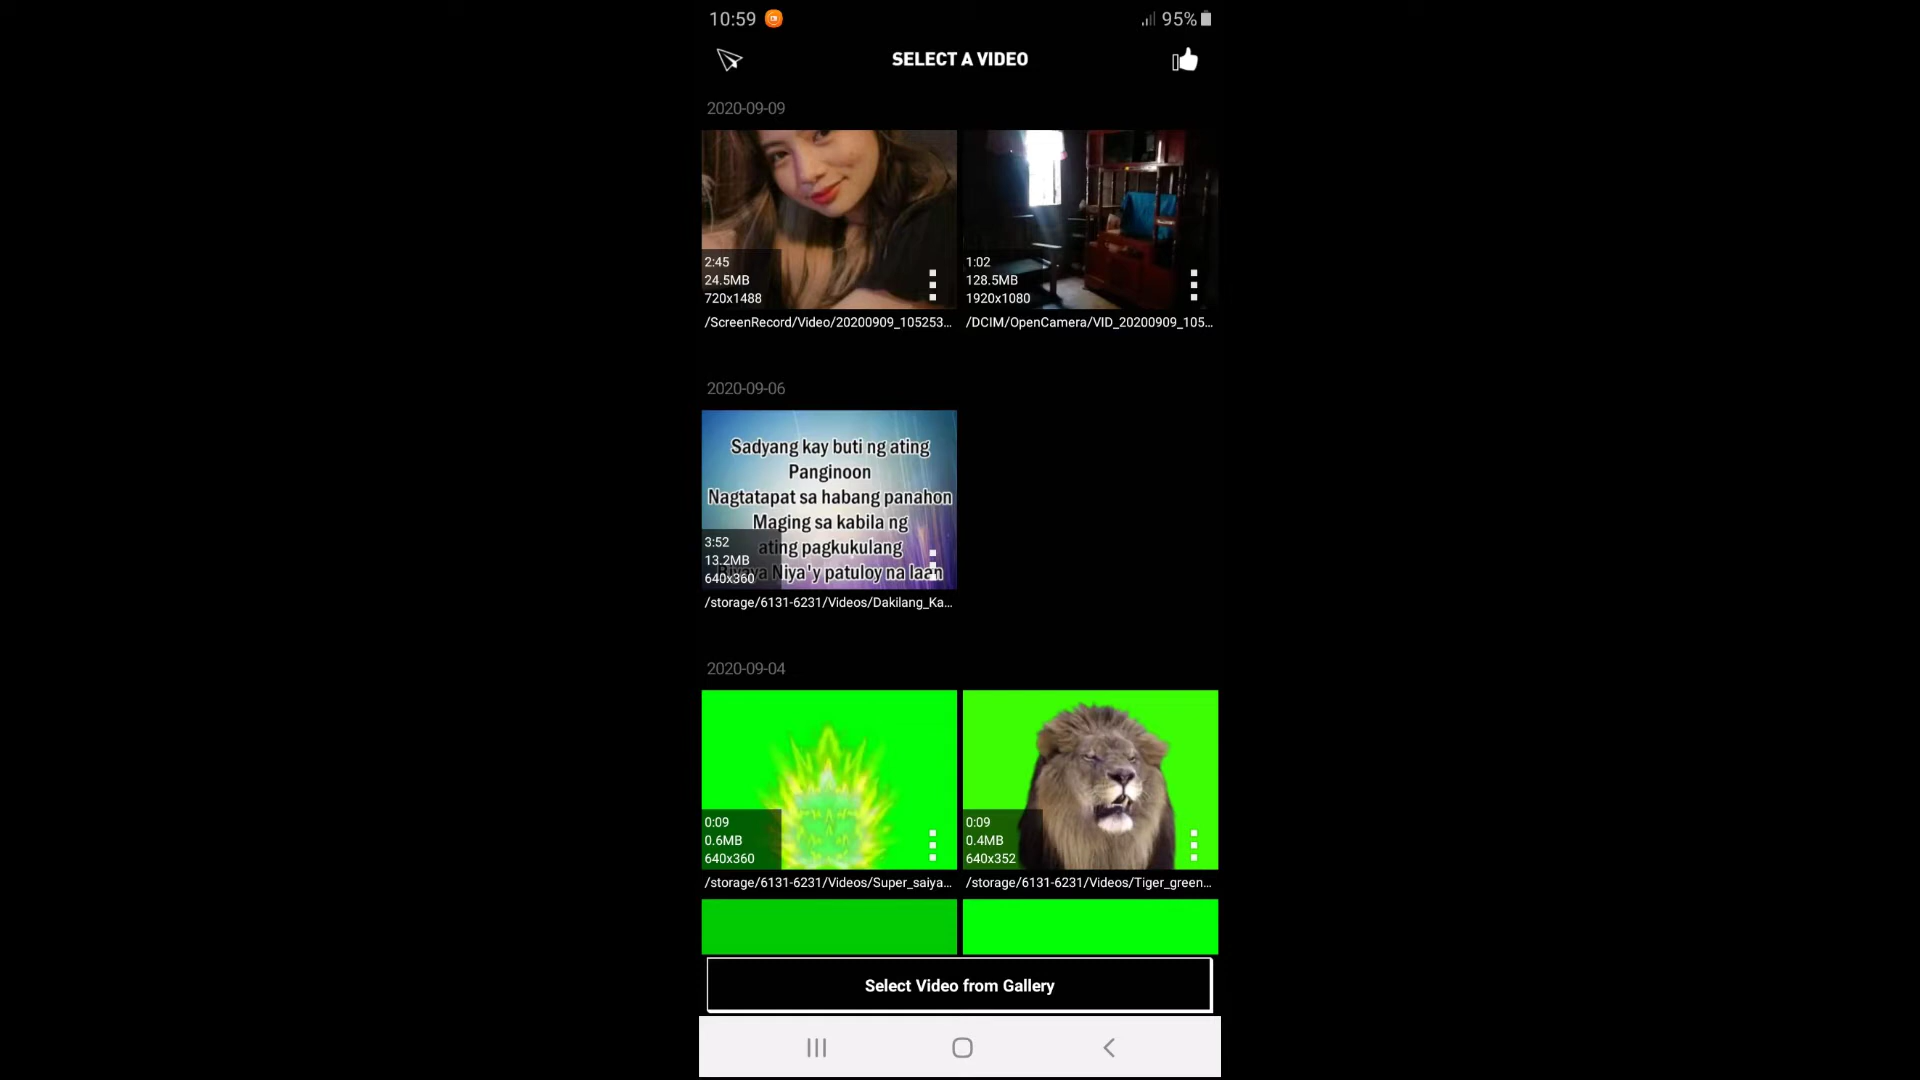 10:59
95%
SELECT A VIDEO
2020-09-09
2:45
24.5MB
720x1488
/ScreenRecord/Video/20200909_105253...
1:02
128.5MB
1920x1080
/DCIM/OpenCamera/VID_20200909_105...
2020-09-06
Sadyang kay buti ng ating
Panginoon
Nagtatapat sa habang panahon
Maging sa kabila ng
ating pagkukulang
Biyaya Niya'y patuloy na laan
3:52
13.2MB
640x360
/storage/6131-6231/Videos/Dakilang_Ka...
2020-09-04
0:09
0.6MB
640x360
/storage/6131-6231/Videos/Super_saiya...
0:09
0.4MB
640x352
/storage/6131-6231/Videos/Tiger_green...
Select Video from Gallery